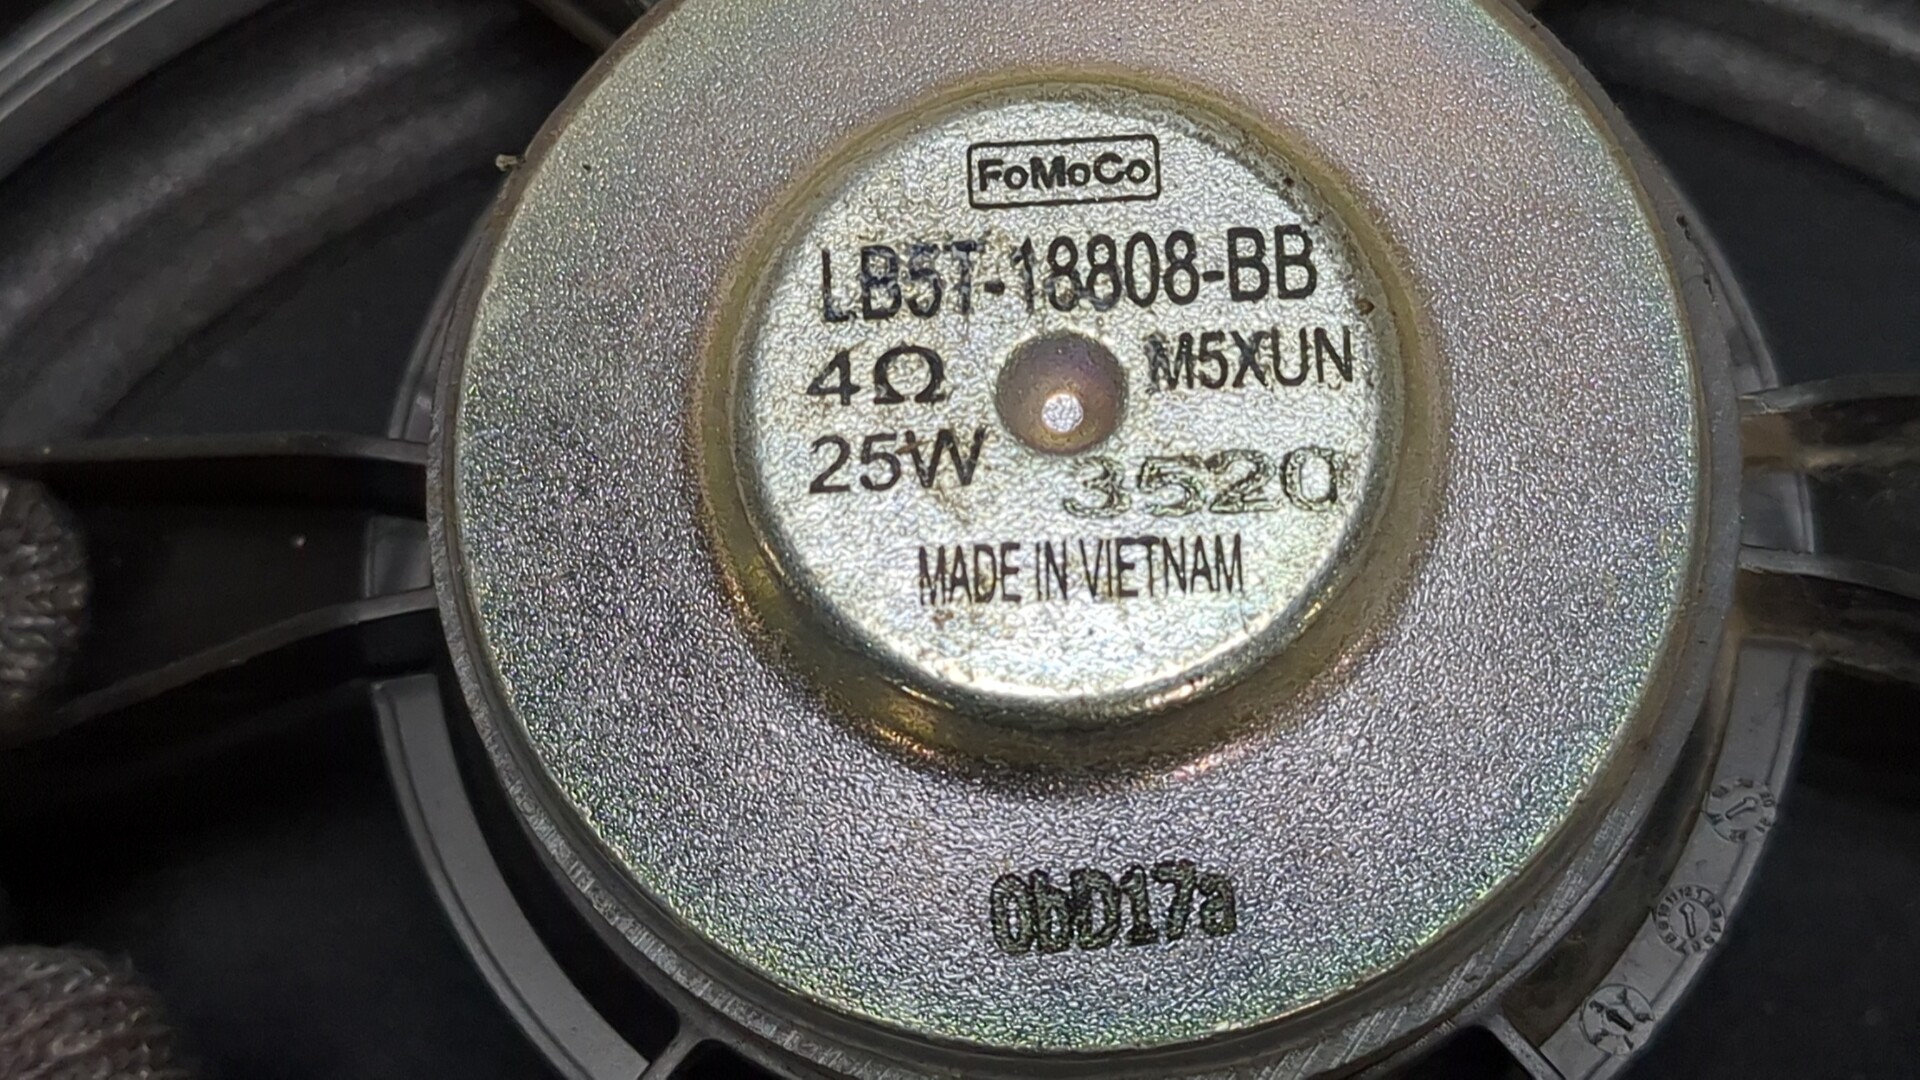 FoMoCo
LB5T-18808-BB
4Ω M5XUN
25W 3520
MADE IN VIETNAM
0bD17a